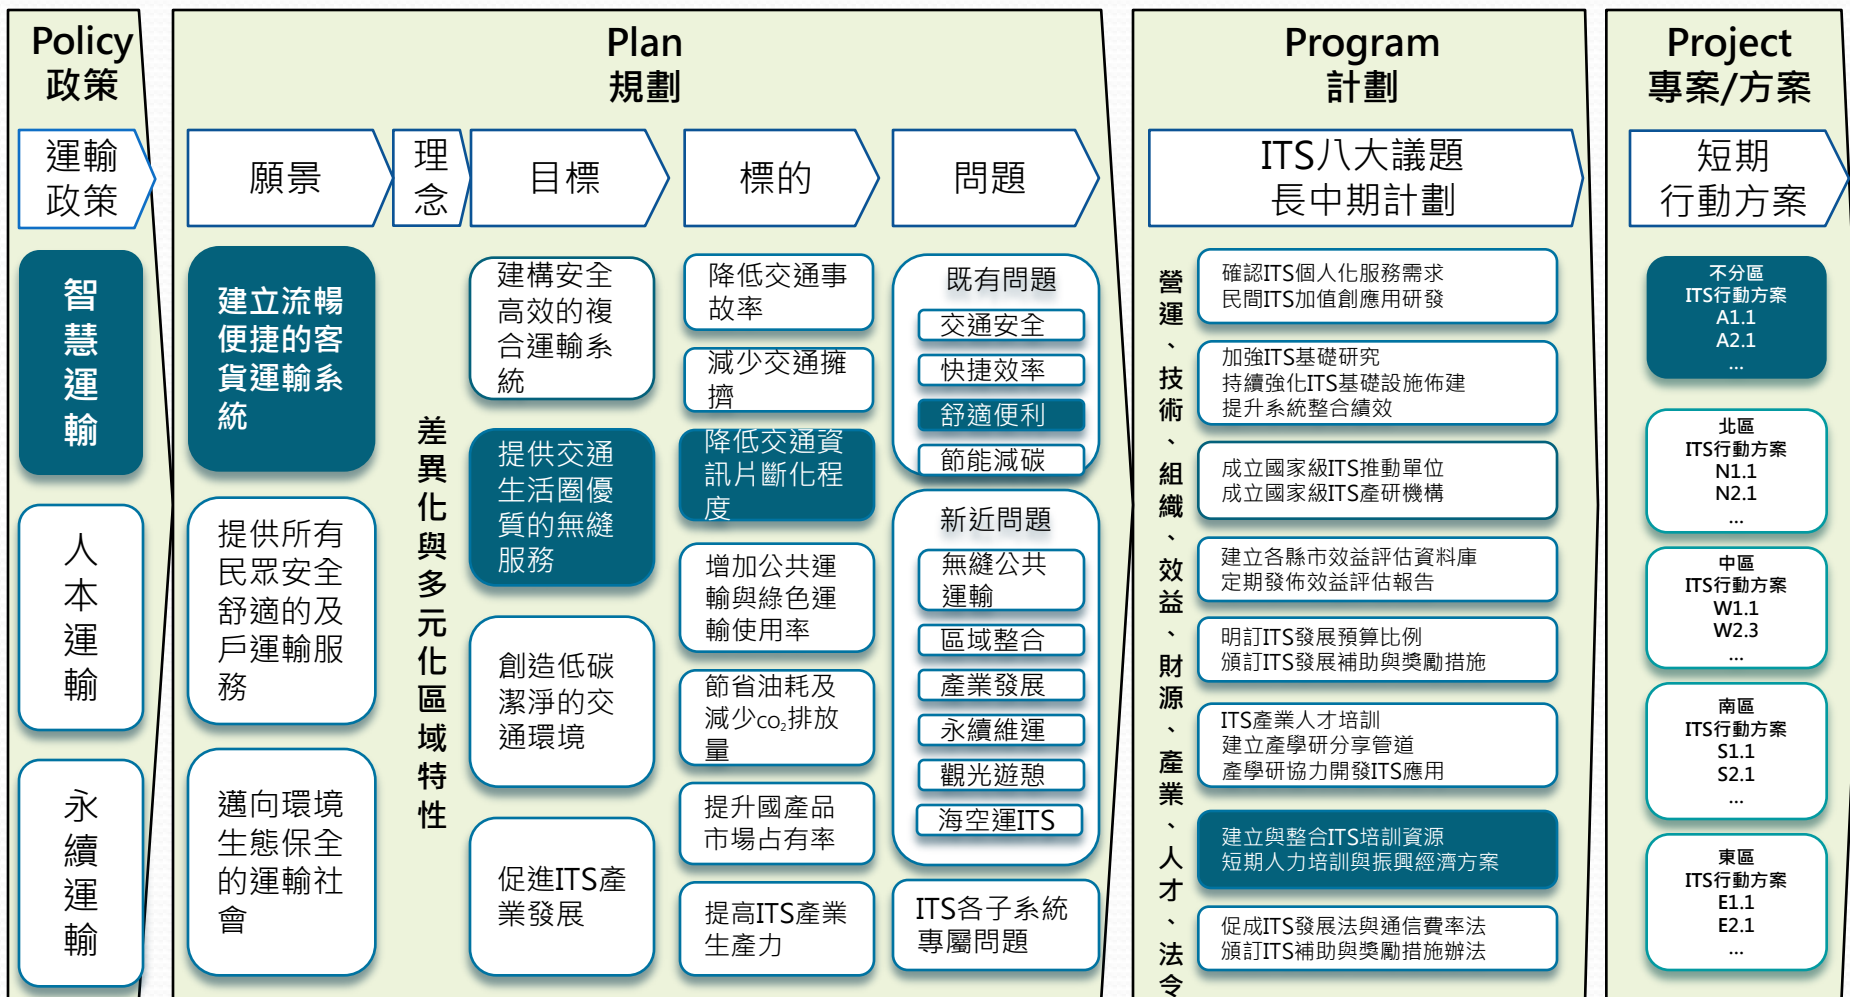 Policy
政策
運輸
政策
智
慧
運
輸
人
本
運
輸
永
續
運
輸
Plan
規劃
願景
建立流暢
便捷的客
貨運輸系
統
提供所有
民眾安全
舒適的及
戶運輸服
務
邁向環境
生態保全
的運輸社
會
理
念
差
異
化
與
多
元
化
區
域
特
性
目標
建構安全
高效的複
合運輸系
統
提供交通
生活圈優
質的無縫
服務
創造低碳
潔淨的交
通環境
促進ITS產
業發展
標的
降低交通事
故率
減少交通擁
擠
降低交通資
訊片斷化程
度
增加公共運
輸與綠色運
輸使用率
節省油耗及
減少CO₂排放
量
提升國產品
市場占有率
提高ITS產業
生產力
問題
既有問題
交通安全
快捷效率
舒適便利
節能減碳
新近問題
無縫公共
運輸
區域整合
產業發展
永續維運
觀光遊憩
海空運ITS
ITS各子系統
專屬問題
Program
計劃
ITS八大議題
長中期計劃
營
運
、
技
術
、
組
織
、
效
益
、
財
源
、
產
業
、
人
才
、
法
令
確認ITS個人化服務需求
民間ITS加值創應用研發
加強ITS基礎研究
持續強化ITS基礎設施佈建
提升系統整合績效
成立國家級ITS推動單位
成立國家級ITS產研機構
建立各縣市效益評估資料庫
定期發佈效益評估報告
明訂ITS發展預算比例
頒訂ITS發展補助與獎勵措施
ITS產業人才培訓
建立產學研分享管道
產學研協力開發ITS應用
建立與整合ITS培訓資源
短期人力培訓與振興經濟方案
促成ITS發展法與通信費率法
頒訂ITS補助與獎勵措施辦法
Project
專案/方案
短期
行動方案
不分區
ITS行動方案
A1.1
A2.1
...
北區
ITS行動方案
N1.1
N2.1
...
中區
ITS行動方案
W1.1
W2.3
...
南區
ITS行動方案
S1.1
S2.1
...
東區
ITS行動方案
E1.1
E2.1
...